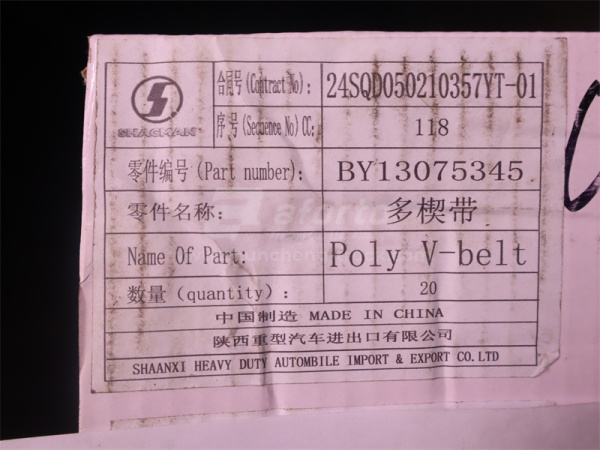 合同号(Contract No): 24SQD050210357YT-01
SHACMAN
序号(Seqence No) CC: 118
零件编号(Part number): BY13075345
零件名称: 多楔带
Name Of Part: Poly V-belt
数量(quantity): 20
中国制造 MADE IN CHINA
陕西重型汽车进出口有限公司
SHAANXI HEAVY DUTY AUTOMBILE IMPORT & EXPORT CO.LTD